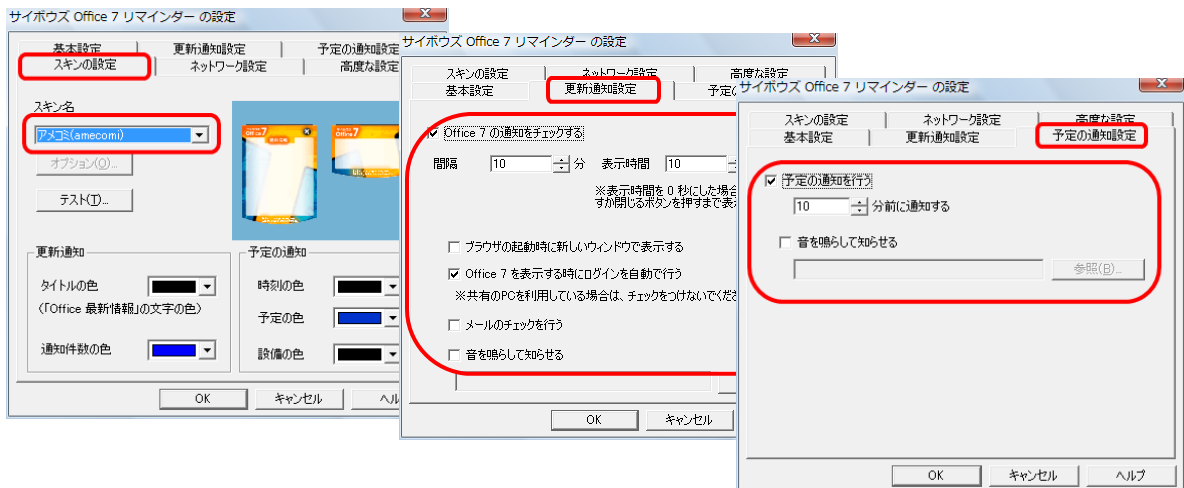 サイボウズ Office 7 リマインダー の設定
基本設定 更新通知設定 予定の通知設定
スキンの設定 ネットワーク設定 高度な設定
スキン名
アメコミ(amecomi)
オプション(O)...
テスト(T)...
Office 7
更新通知
タイトルの色
(「Office 最新情報」の文字の色)
通知件数の色
予定の通知
時刻の色
予定の色
設備の色
OK キャンセル ヘル
サイボウズ Office 7 リマインダー の設定
スキンの設定 ネットワーク設定 高度な設定
基本設定 更新通知設定 予定の
Office 7 の通知をチェックする
間隔 10 分 表示時間 10
※表示時間を 0 秒にした場合
すか閉じるボタンを押すまで表
ブラウザの起動時に新しいウィンドウで表示する
Office 7 を表示する時にログインを自動で行う
※共有のPCを利用している場合は、チェックをつけないでくだ
メールのチェックを行う
音を鳴らして知らせる
OK キャンセル
サイボウズ Office 7 リマインダー の設定
スキンの設定 ネットワーク設定 高度な設定
基本設定 更新通知設定 予定の通知設定
予定の通知を行う
10 分前に通知する
音を鳴らして知らせる
参照(B)...
OK キャンセル ヘルプ